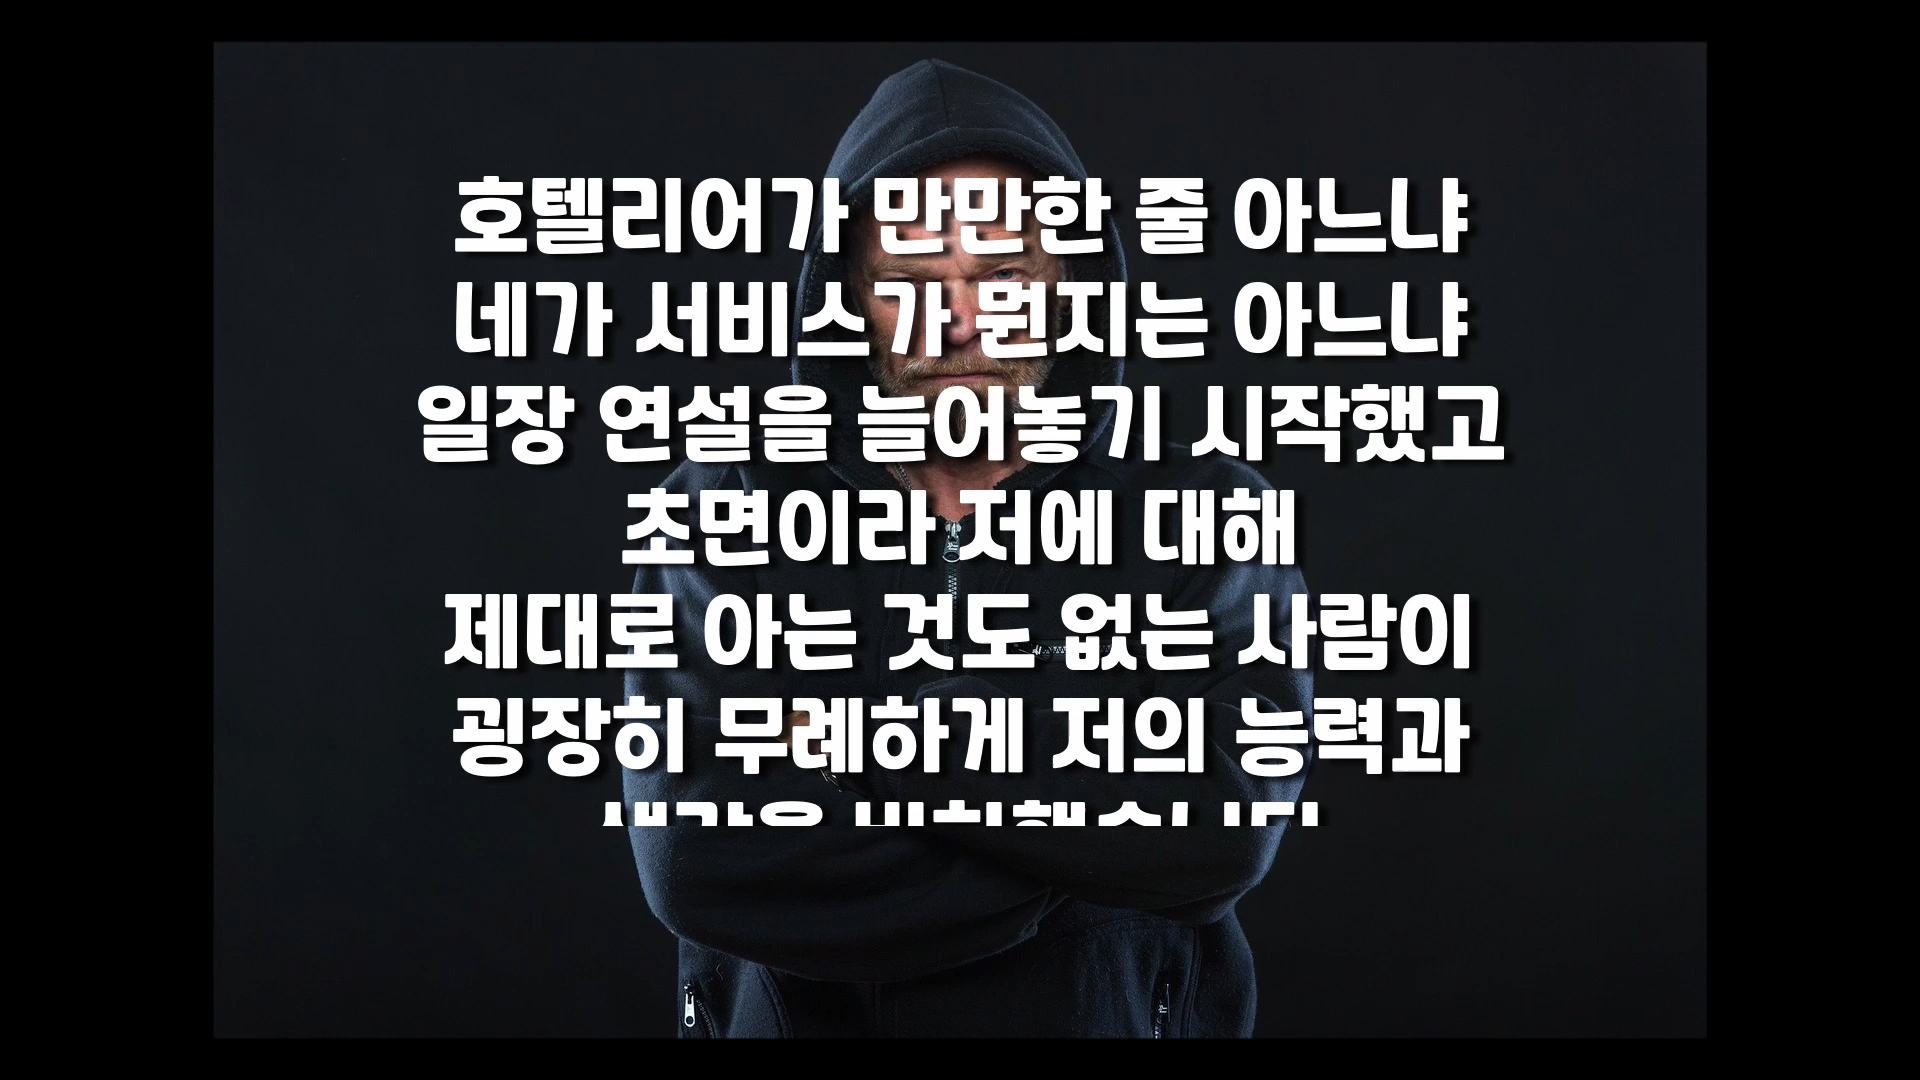 호텔리어가 만만한 줄 아느냐
네가 서비스가 뭔지는 아느냐
일장 연설을 늘어놓기 시작했고
초면이라 저에 대해
제대로 아는 것도 없는 사람이
굉장히 무례하게 저의 능력과